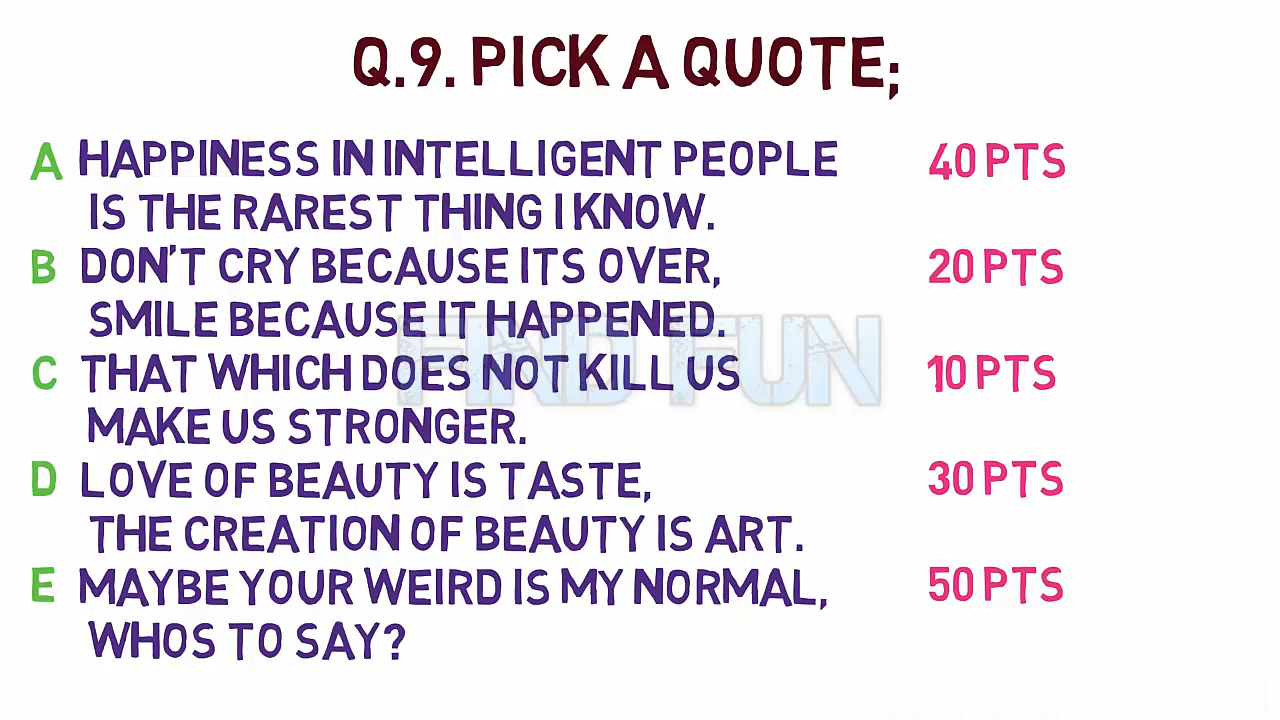 Q.9. PICK A QUOTE;
A HAPPINESS IN INTELLIGENT PEOPLE 40 PTS
IS THE RAREST THING I KNOW.
B DON'T CRY BECAUSE ITS OVER, 20 PTS
SMILE BECAUSE IT HAPPENED.
FIND FUN
C THAT WHICH DOES NOT KILL US 10 PTS
MAKE US STRONGER.
D LOVE OF BEAUTY IS TASTE, 30 PTS
THE CREATION OF BEAUTY IS ART.
E MAYBE YOUR WEIRD IS MY NORMAL, 50 PTS
WHOS TO SAY?